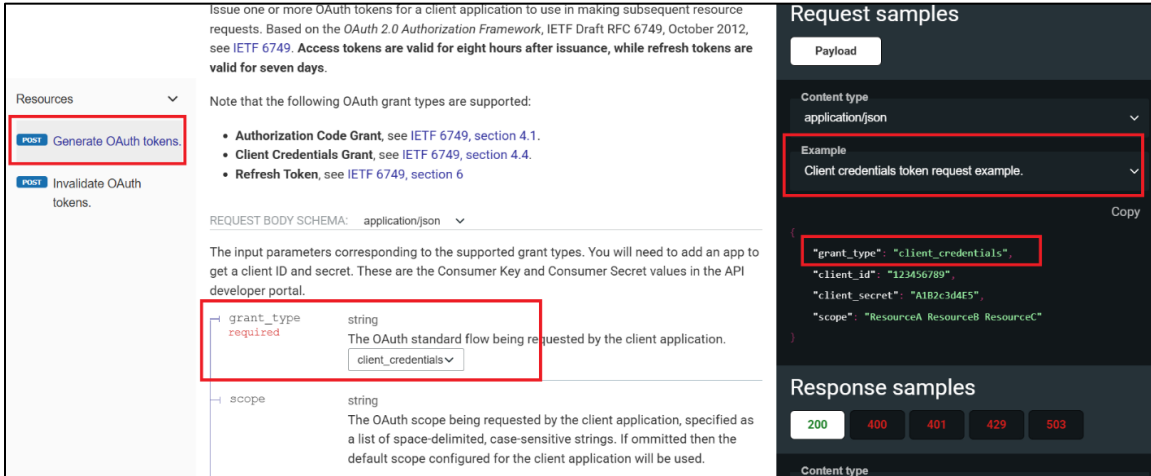 Issue one or more OAuth tokens for a client application to use in making subsequent resource
requests. Based on the OAuth 2.0 Authorization Framework, IETF Draft RFC 6749, October 2012,
see IETF 6749. Access tokens are valid for eight hours after issuance, while refresh tokens are
valid for seven days.
Resources
POST Generate OAuth tokens.
POST Invalidate OAuth
tokens.
Note that the following OAuth grant types are supported:
• Authorization Code Grant, see IETF 6749, section 4.1.
• Client Credentials Grant, see IETF 6749, section 4.4.
• Refresh Token, see IETF 6749, section 6
REQUEST BODY SCHEMA: application/json
The input parameters corresponding to the supported grant types. You will need to add an app to
get a client ID and secret. These are the Consumer Key and Consumer Secret values in the API
developer portal.
grant_type string
required
The OAuth standard flow being requested by the client application.
client_credentials
scope string
The OAuth scope being requested by the client application, specified as
a list of space-delimited, case-sensitive strings. If ommitted then the
default scope configured for the client application will be used.
Request samples
Payload
Content type
application/json
Example
Client credentials token request example.
Copy
{
"grant_type": "client_credentials",
"client_id": "123456789",
"client_secret": "A1B2c3d4E5",
"scope": "ResourceA ResourceB ResourceC"
}
Response samples
200 400 401 429 503
Content type